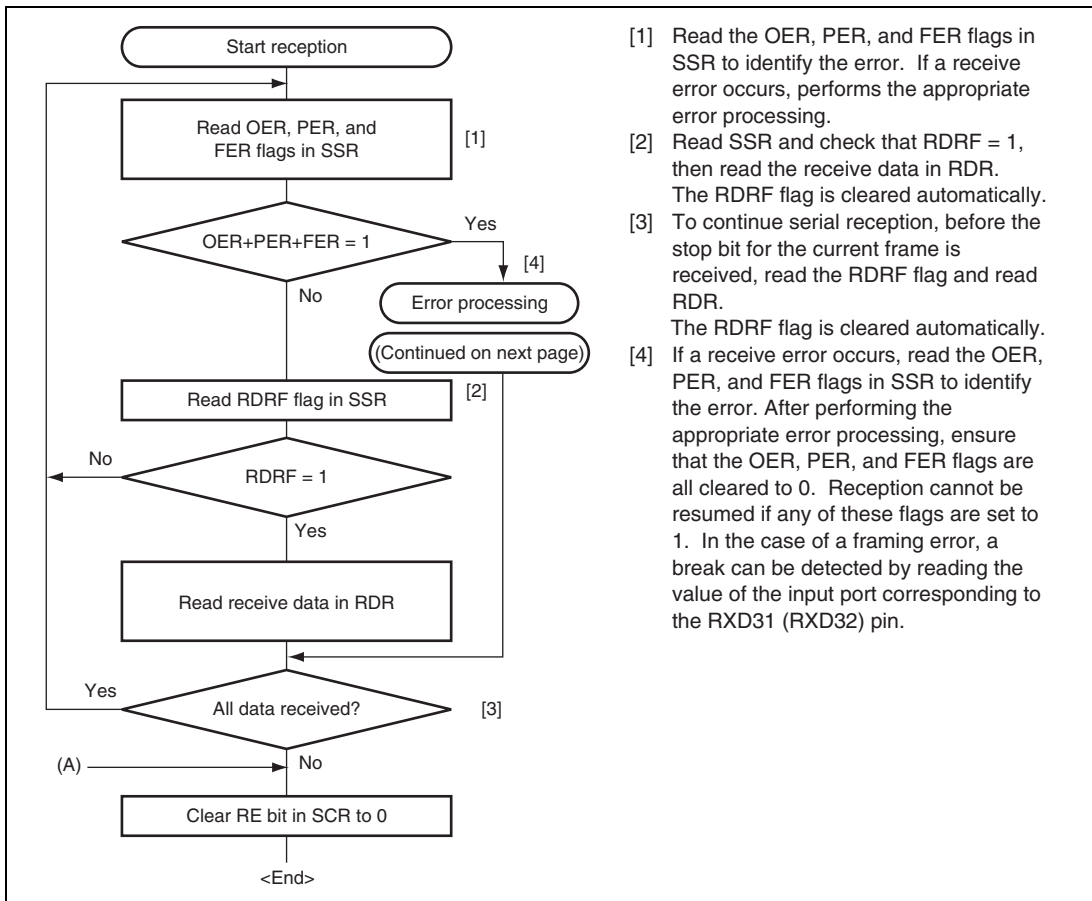 Start reception
Read OER, PER, and
FER flags in SSR
[1]
OER+PER+FER = 1
Yes
[4]
No
Error processing
(Continued on next page)
Read RDRF flag in SSR
[2]
No
RDRF = 1
Yes
Read receive data in RDR
Yes
All data received?
[3]
(A)
No
Clear RE bit in SCR to 0
<End>
[1] Read the OER, PER, and FER flags in
SSR to identify the error. If a receive
error occurs, performs the appropriate
error processing.
[2] Read SSR and check that RDRF = 1,
then read the receive data in RDR.
The RDRF flag is cleared automatically.
[3] To continue serial reception, before the
stop bit for the current frame is
received, read the RDRF flag and read
RDR.
The RDRF flag is cleared automatically.
[4] If a receive error occurs, read the OER,
PER, and FER flags in SSR to identify
the error. After performing the
appropriate error processing, ensure
that the OER, PER, and FER flags are
all cleared to 0. Reception cannot be
resumed if any of these flags are set to
1. In the case of a framing error, a
break can be detected by reading the
value of the input port corresponding to
the RXD31 (RXD32) pin.